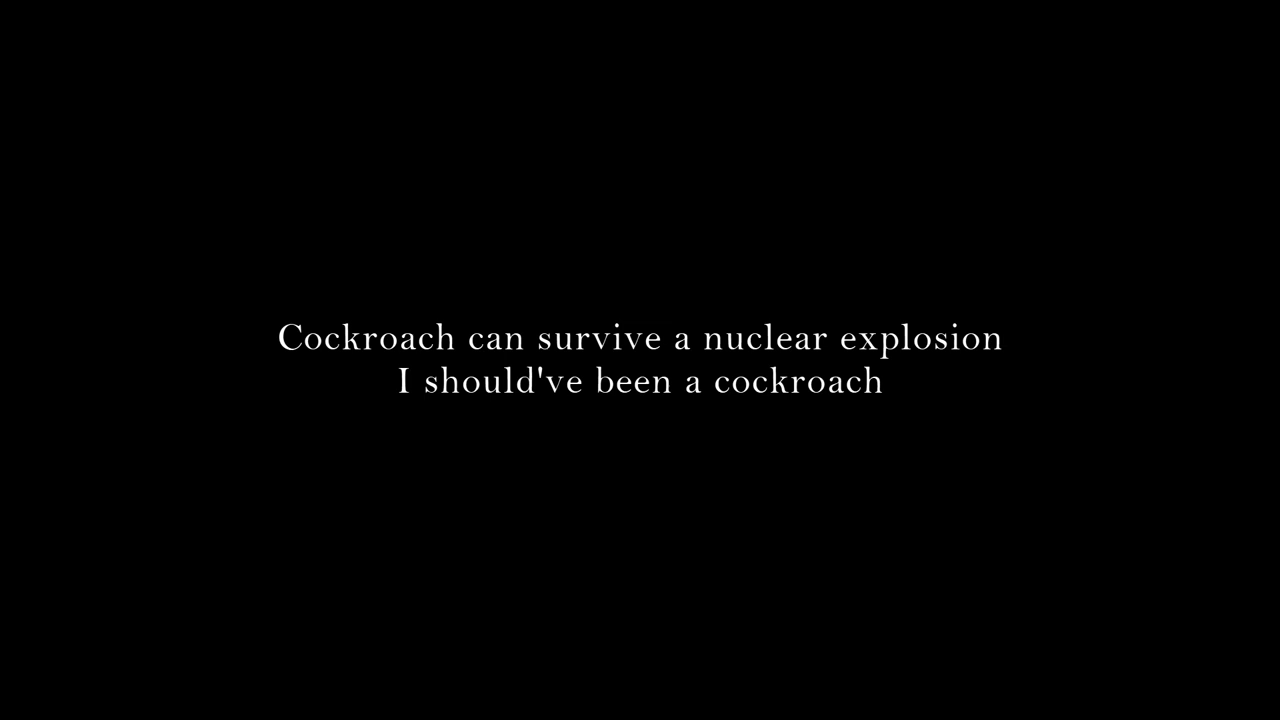 Cockroach can survive a nuclear explosion
I should've been a cockroach